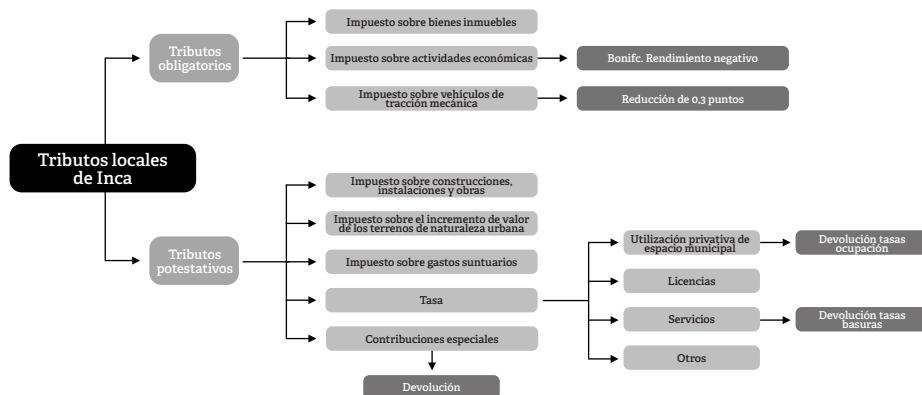 Tributos locales
de Inca
Tributos
obligatorios
Impuesto sobre bienes inmuebles
Impuesto sobre actividades económicas
Bonifc. Rendimiento negativo
Impuesto sobre vehículos de
tracción mecánica
Reducción de 0,3 puntos
Tributos
potestativos
Impuesto sobre construcciones,
instalaciones y obras
Impuesto sobre el incremento de valor
de los terrenos de naturaleza urbana
Impuesto sobre gastos suntuarios
Tasa
Contribuciones especiales
Devolución
Utilización privativa de
espacio municipal
Devolución tasas
ocupación
Licencias
Servicios
Devolución tasas
basuras
Otros